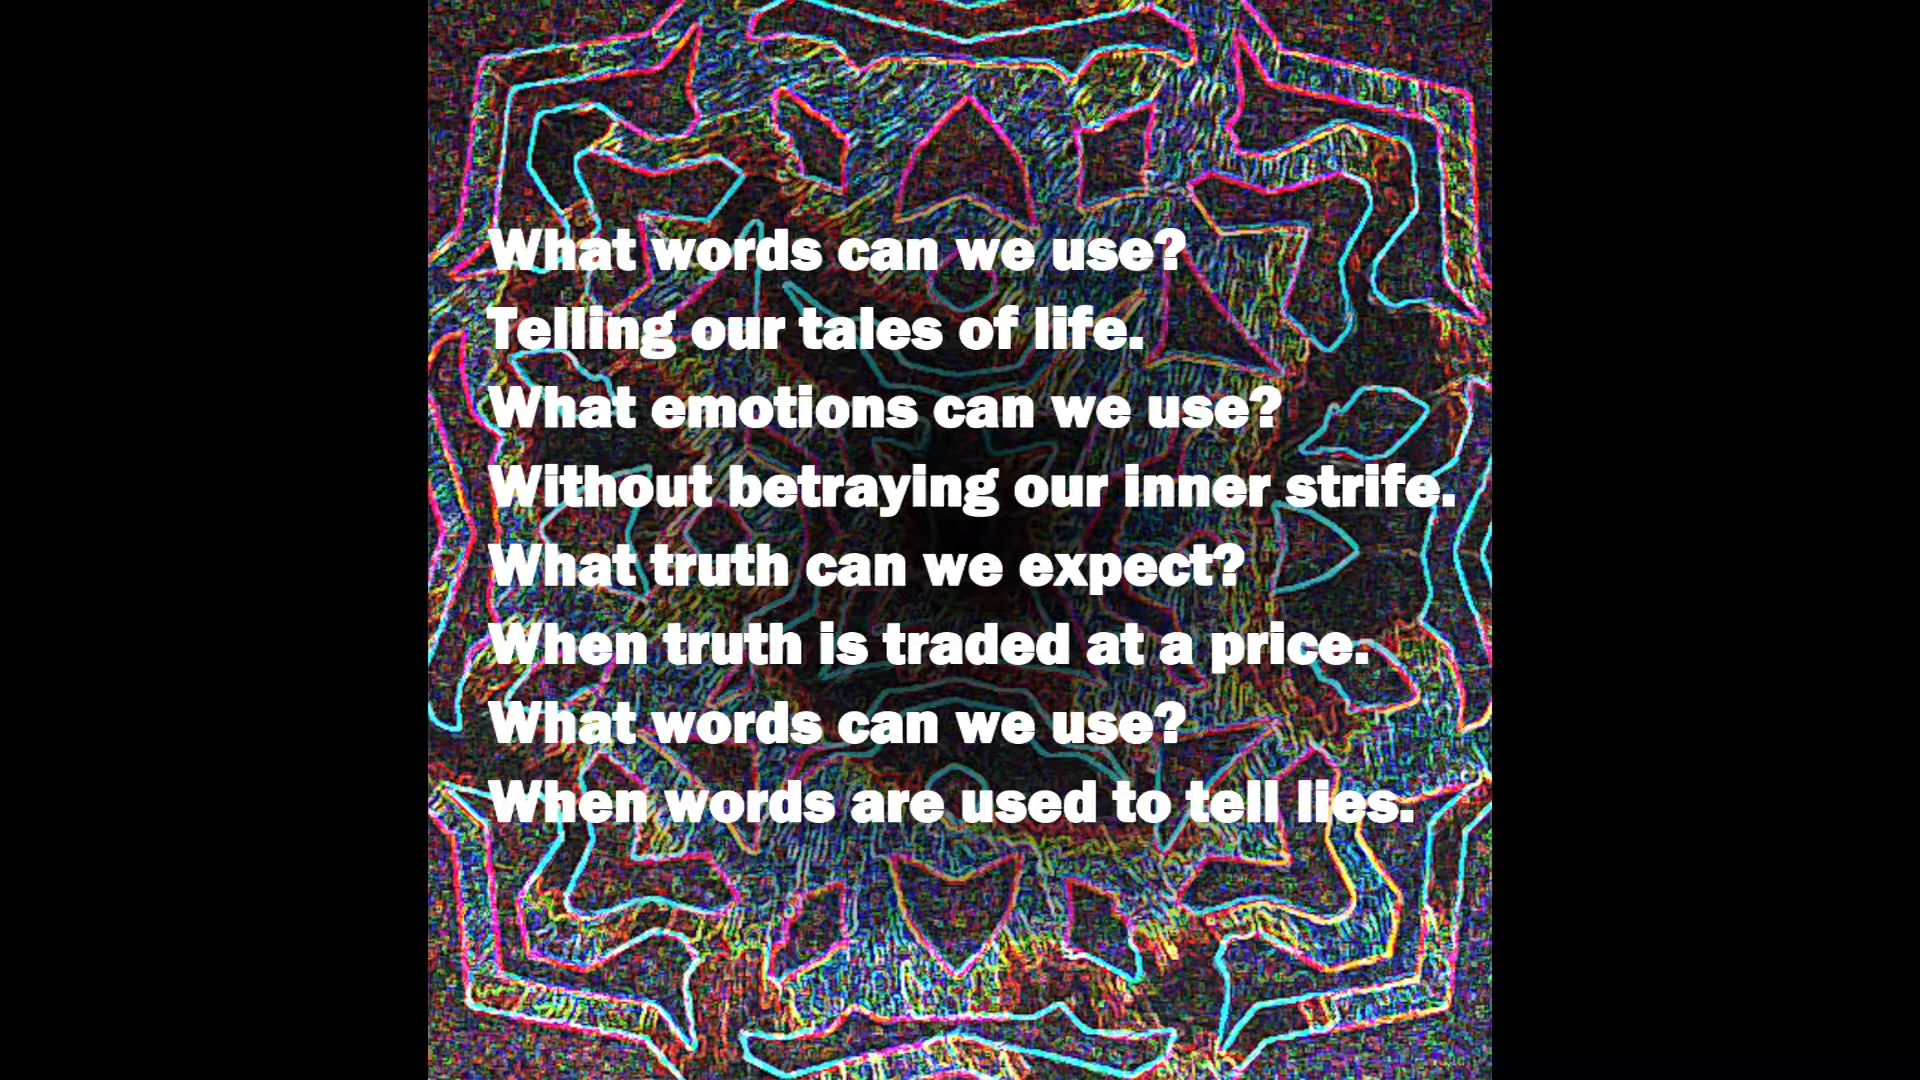 What words can we use?
Telling our tales of life.
What emotions can we use?
Without betraying our inner strife.
What truth can we expect?
When truth is traded at a price.
What words can we use?
When words are used to tell lies.